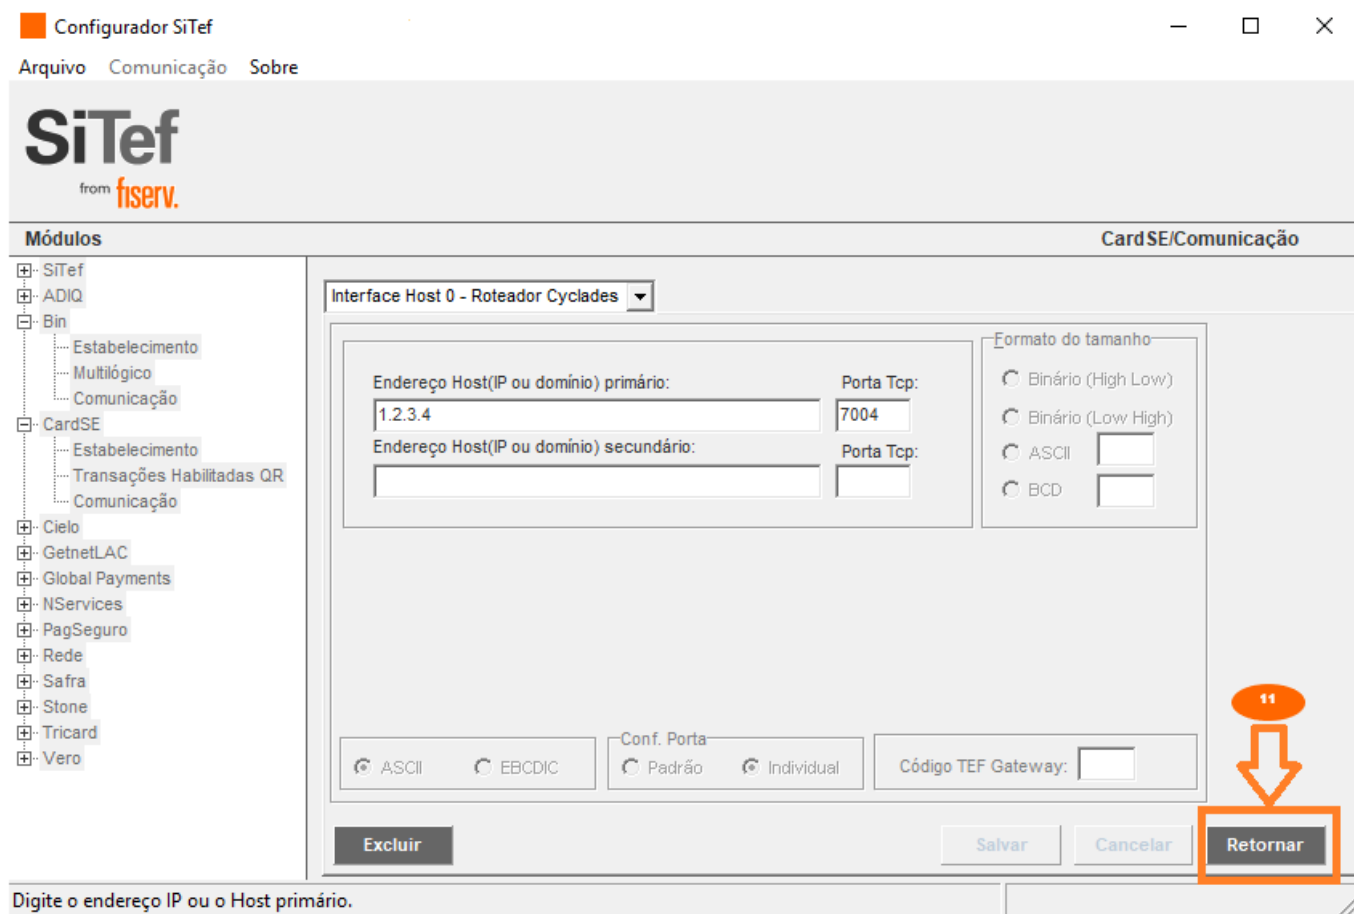 Configurador SiTef
Arquivo Comunicação Sobre
SiTef
from fiserv.
Módulos
CardSE/Comunicação
SiTef
ADIQ
Bin
Estabelecimento
Multilógico
Comunicação
CardSE
Estabelecimento
Transações Habilitadas QR
Comunicação
Cielo
GetnetLAC
Global Payments
NServices
PagSeguro
Rede
Safra
Stone
Tricard
Vero
Interface Host 0 - Roteador Cyclades
Endereço Host(IP ou domínio) primário: Porta Tcp:
1.2.3.4 7004
Endereço Host(IP ou domínio) secundário: Porta Tcp:
Formato do tamanho
Binário (High Low)
Binário (Low High)
ASCII
BCD
ASCII EBCDIC
Conf. Porta
Padrão Individual
Código TEF Gateway:
11
Excluir Salvar Cancelar Retornar
Digite o endereço IP ou o Host primário.